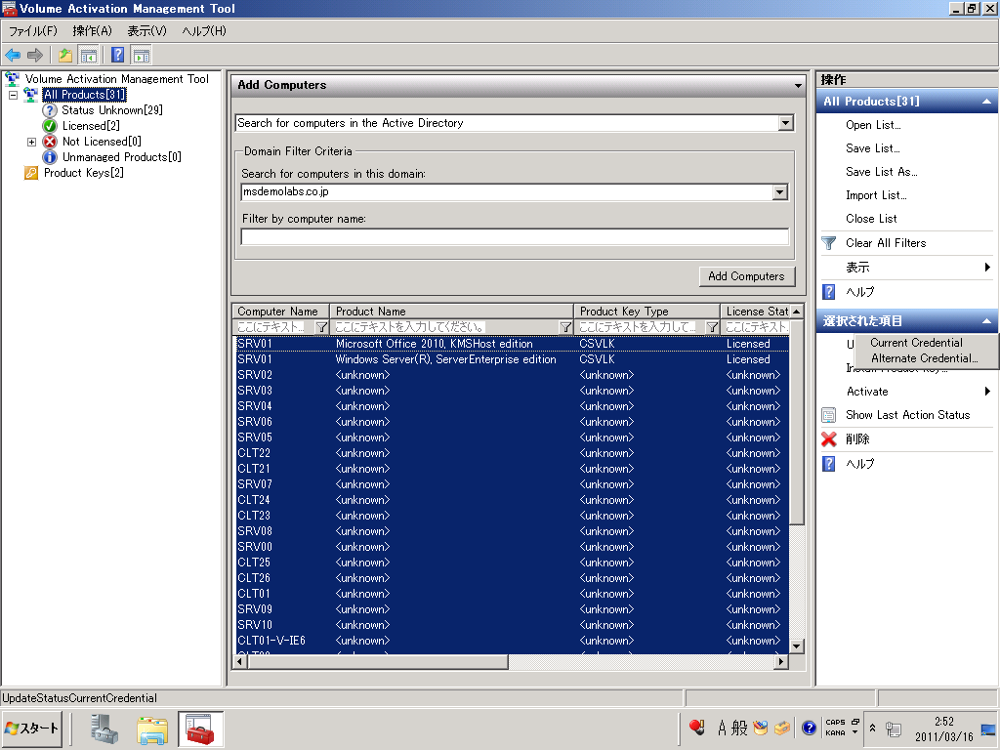 Volume Activation Management Tool
ファイル(F) 操作(A) 表示(V) ヘルプ(H)
Volume Activation Management Tool
All Products[31]
Status Unknown[29]
Licensed[2]
Not Licensed[0]
Unmanaged Products[0]
Product Keys[2]
Add Computers
Search for computers in the Active Directory
Domain Filter Criteria
Search for computers in this domain:
msdemolabs.co.jp
Filter by computer name:
Add Computers
Computer Name Product Name Product Key Type License Stat
ここにテキスト... ここにテキストを入力してください。 ここにテキストを入力して... ここにテキスト
SRV01 Microsoft Office 2010, KMSHost edition CSVLK Licensed
SRV01 Windows Server(R), ServerEnterprise edition CSVLK Licensed
SRV02 <unknown> <unknown> <unknown>
SRV03 <unknown> <unknown> <unknown>
SRV04 <unknown> <unknown> <unknown>
SRV06 <unknown> <unknown> <unknown>
SRV05 <unknown> <unknown> <unknown>
CLT22 <unknown> <unknown> <unknown>
CLT21 <unknown> <unknown> <unknown>
SRV07 <unknown> <unknown> <unknown>
CLT24 <unknown> <unknown> <unknown>
CLT23 <unknown> <unknown> <unknown>
SRV08 <unknown> <unknown> <unknown>
SRV00 <unknown> <unknown> <unknown>
CLT25 <unknown> <unknown> <unknown>
CLT26 <unknown> <unknown> <unknown>
CLT01 <unknown> <unknown> <unknown>
SRV09 <unknown> <unknown> <unknown>
SRV10 <unknown> <unknown> <unknown>
CLT01-V-IE6 <unknown> <unknown> <unknown>
操作
All Products[31]
Open List...
Save List...
Save List As...
Import List...
Close List
Clear All Filters
表示
ヘルプ
選択された項目
U
Current Credential
Alternate Credential...
Activate
Show Last Action Status
削除
ヘルプ
UpdateStatusCurrentCredential
スタート
A 般
CAPS
KANA
2:52
2011/03/16